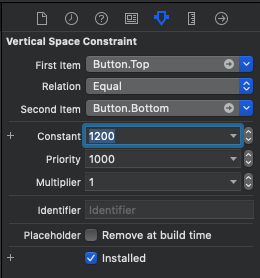 Vertical Space Constraint
First Item Button.Top
Relation Equal
Second Item Button.Bottom
Constant 1200
Priority 1000
Multiplier 1
Identifier Identifier
Placeholder Remove at build time
Installed